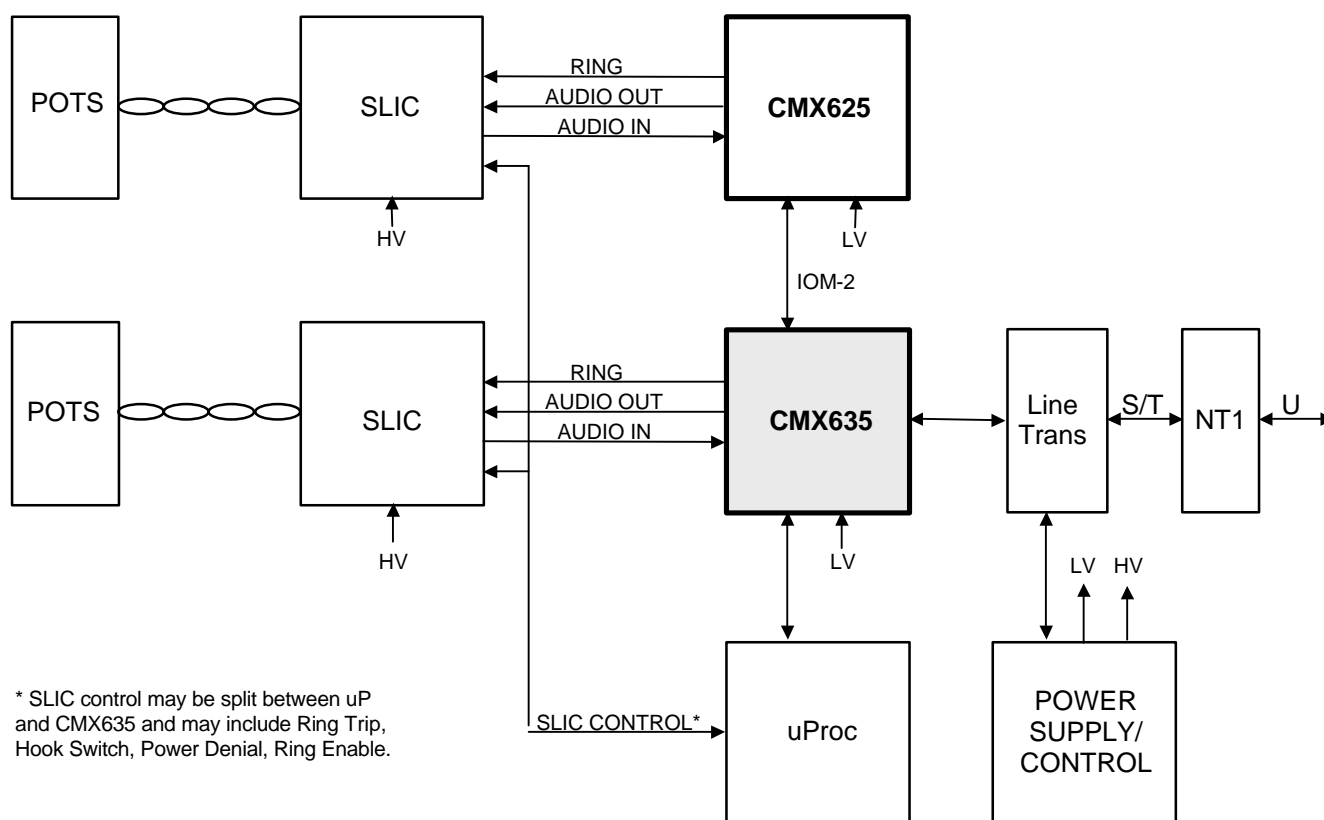 POTS
SLIC
RING
AUDIO OUT
AUDIO IN
CMX625
HV
LV
IOM-2
POTS
SLIC
RING
AUDIO OUT
AUDIO IN
CMX635
Line
Trans
S/T
NT1
U
HV
LV
LV
HV
* SLIC control may be split between uP
and CMX635 and may include Ring Trip,
Hook Switch, Power Denial, Ring Enable.
SLIC CONTROL*
uProc
POWER
SUPPLY/
CONTROL